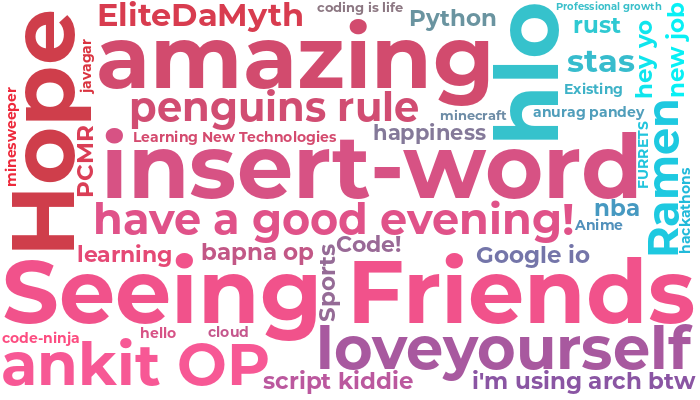 EliteDaMyth
coding is life
Python
hlo
Professional growth
rust
hey yo
new job
Hope
javagar
amazing
stas
minesweeper
penguins rule
Existing
minecraft
anurag pandey
PCMR
Learning New Technologies
happiness
FURRETS
Ramen
insert-word
hackathons
have a good evening!
nba
Anime
learning
bapna op
sports
Code!
Google io
Seeing Friends
code-ninja
hello
cloud
loveyourself
ankit OP
script kiddie
i'm using arch btw